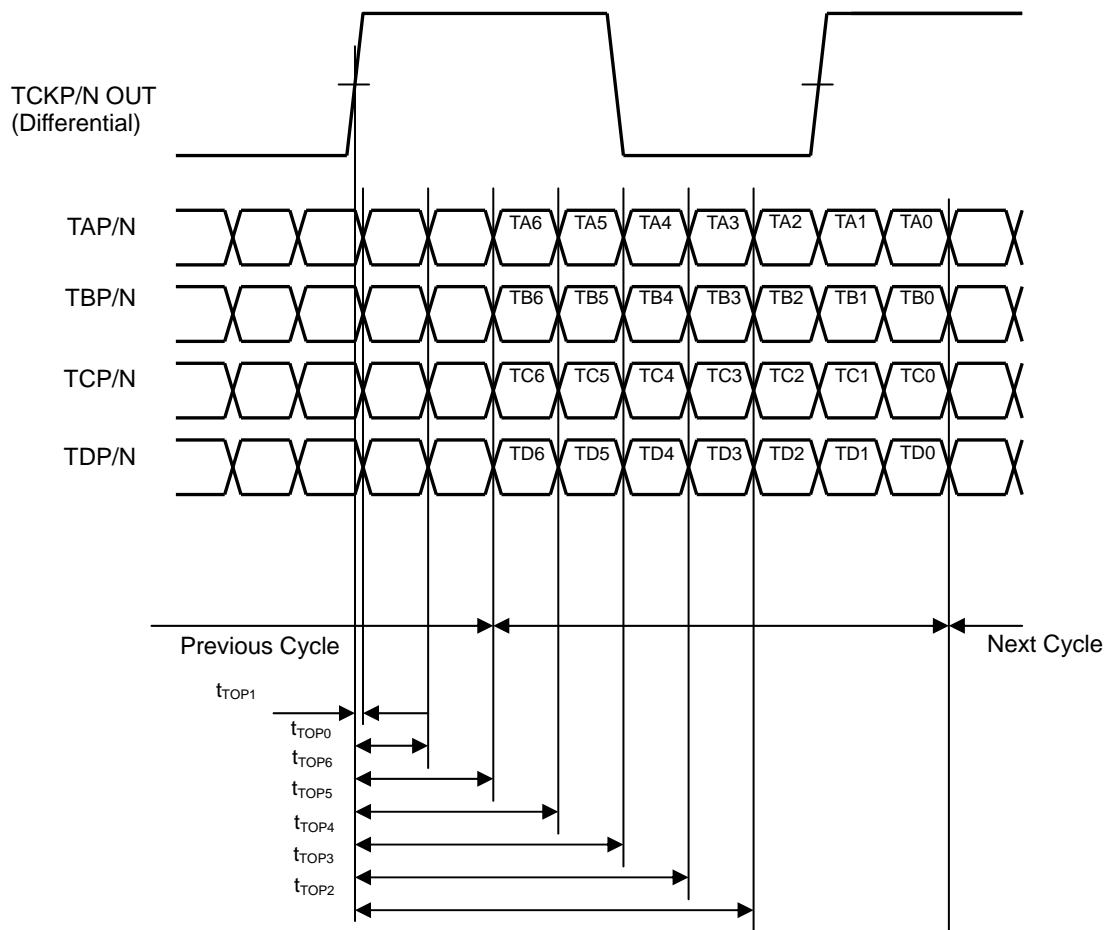 TCKP/N OUT
(Differential)
TAP/N
TA6 TA5 TA4 TA3 TA2 TA1 TA0
TBP/N
TB6 TB5 TB4 TB3 TB2 TB1 TB0
TCP/N
TC6 TC5 TC4 TC3 TC2 TC1 TC0
TDP/N
TD6 TD5 TD4 TD3 TD2 TD1 TD0
Previous Cycle
Next Cycle
tTOP1
tTOP0
tTOP6
tTOP5
tTOP4
tTOP3
tTOP2